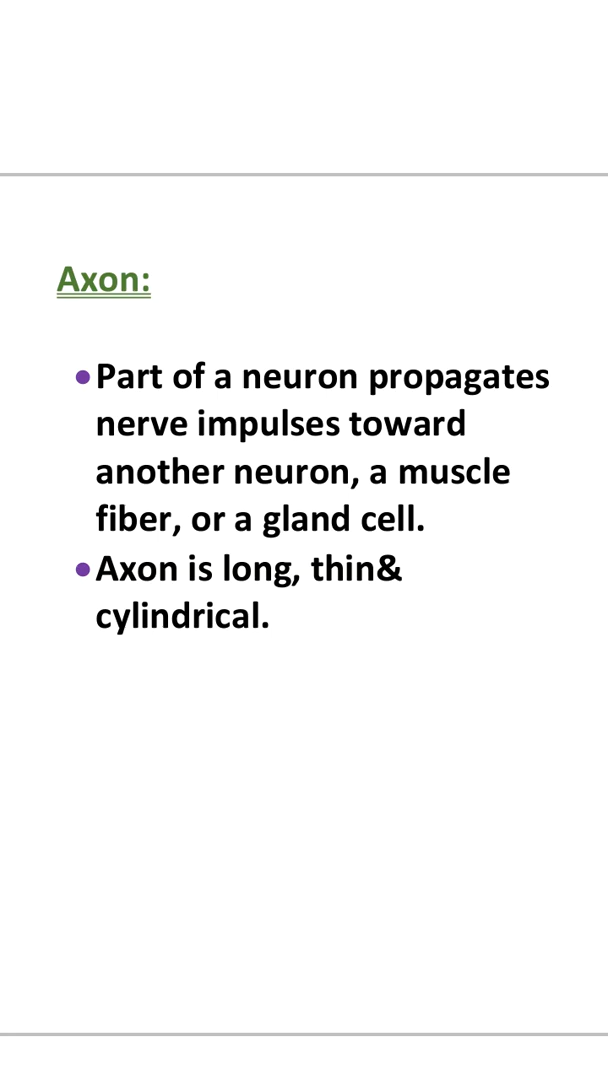 Axon:
•Part of a neuron propagates
nerve impulses toward
another neuron, a muscle
fiber, or a gland cell.
•Axon is long, thin&
cylindrical.